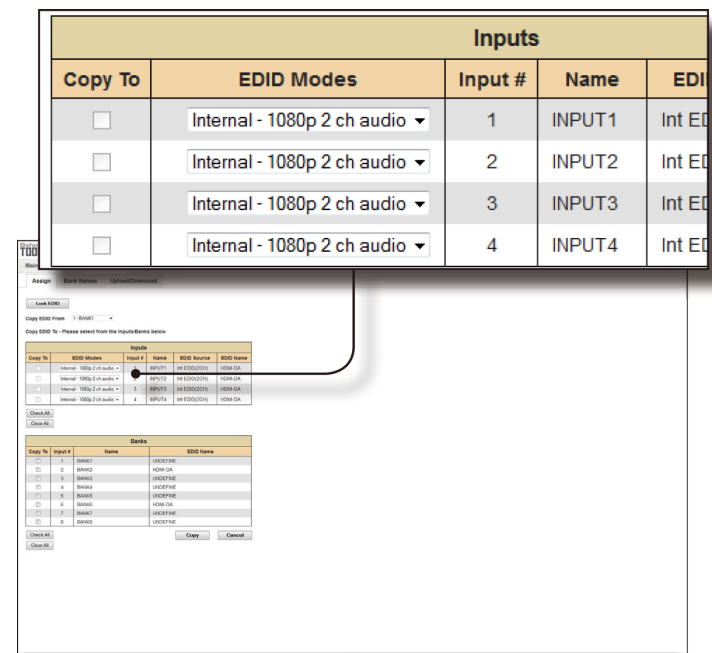 Inputs
Copy To EDID Modes Input # Name EDI
Internal - 1080p 2 ch audio 1 INPUT1 Int ED
Internal - 1080p 2 ch audio 2 INPUT2 Int ED
Internal - 1080p 2 ch audio 3 INPUT3 Int ED
Internal - 1080p 2 ch audio 4 INPUT4 Int ED
Main
Assign Bank Names Upload/Download
Lock EDID
Copy EDID From 1-BANK1
Copy EDID To - Please select from the Inputs/Banks below
Inputs
Copy To EDID Modes Input # Name EDID Source EDID Name
Internal - 1080p 2 ch audio INPUT1 Int EDID(2CH) HDMI-DA
Internal - 1080p 2 ch audio 2 INPUT2 Int EDID(2CH) HDMI-DA
Internal - 1080p 2 ch audio 3 INPUT3 Int EDID(2CH) HDMI-DA
Internal - 1080p 2 ch audio 4 INPUT4 Int EDID(2CH) HDMI-DA
Check All
Clear All
Banks
Copy To Input # Name EDID Name
1 BANK1 UNDEFINE
2 BANK2 HDMI-DA
3 BANK3 UNDEFINE
4 BANK4 UNDEFINE
5 BANK5 UNDEFINE
6 BANK6 HDMI-DA
7 BANK7 UNDEFINE
8 BANK8 UNDEFINE
Check All Copy Cancel
Clear All